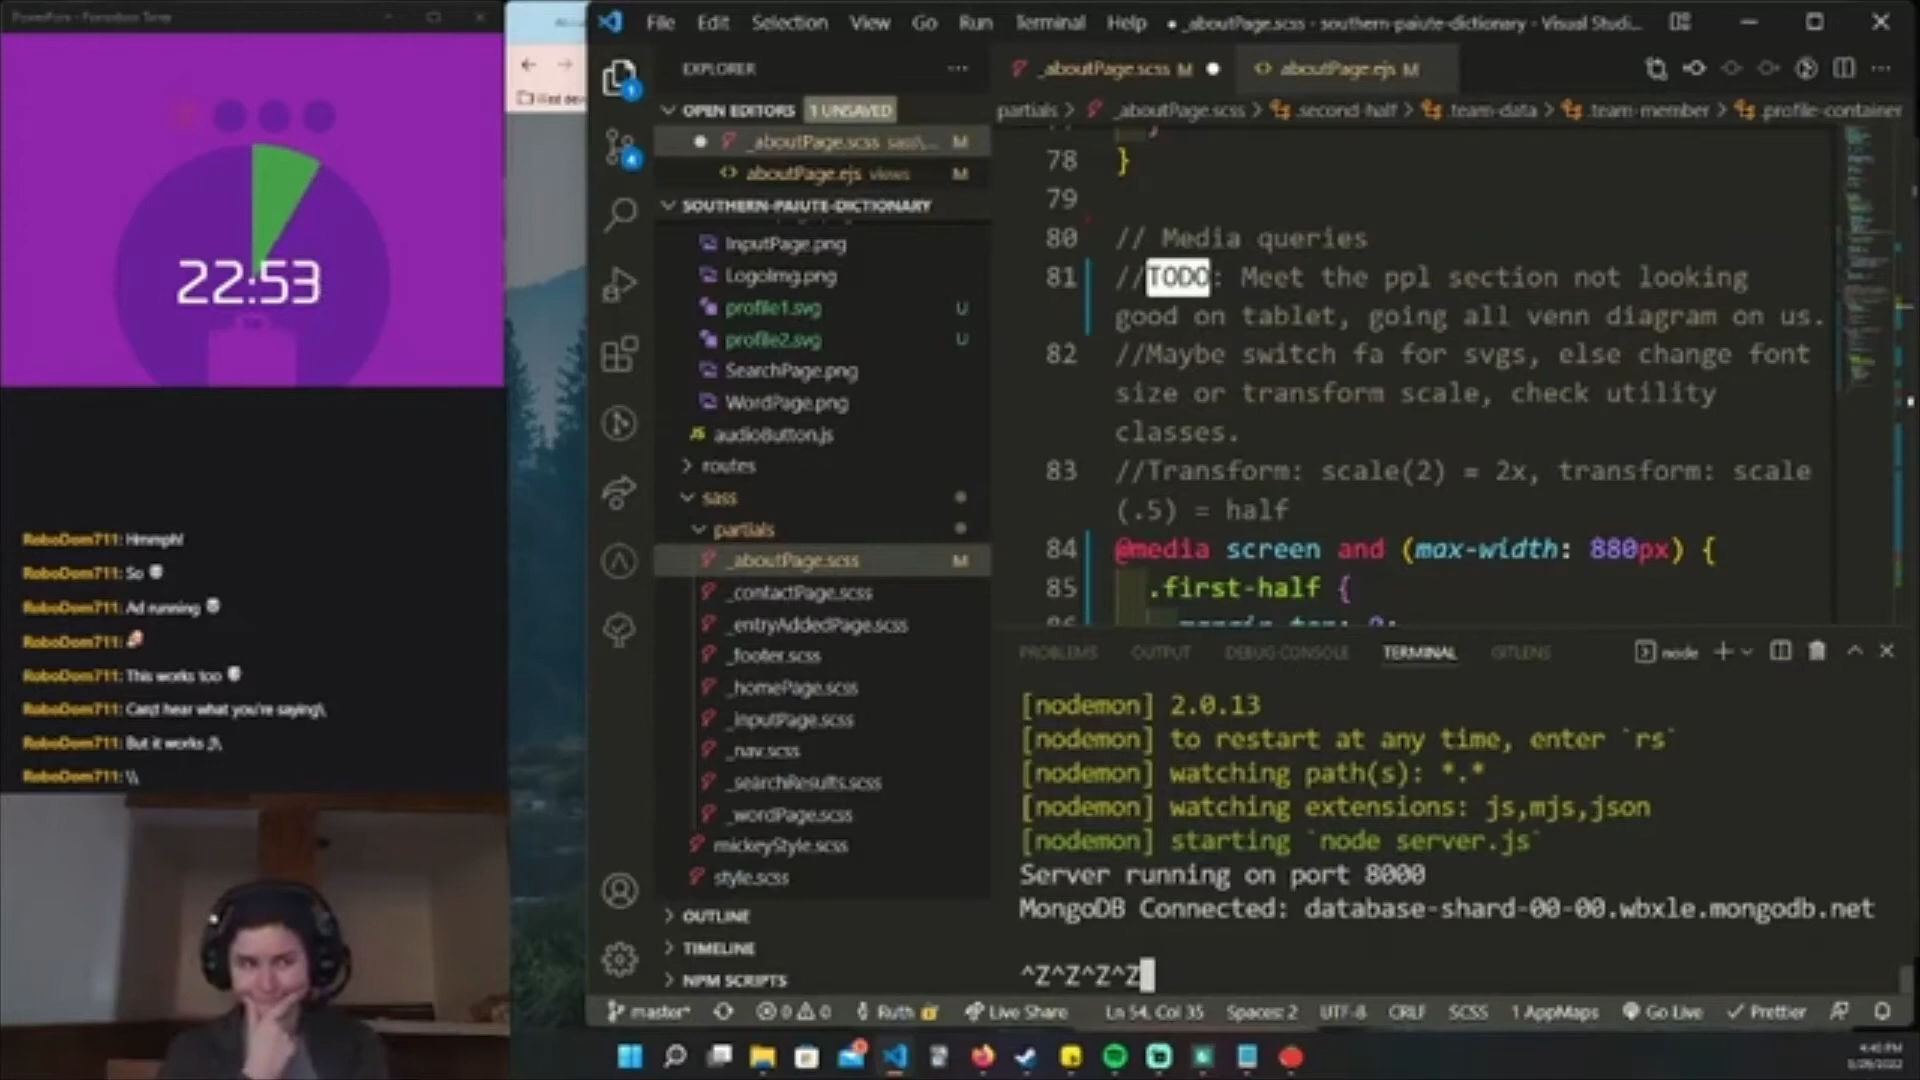 22:53
RoboDom711: Hmmph!
RoboDom711: So
RoboDom711: Ad running
RoboDom711:
RoboDom711: This works too
RoboDom711: Can't hear what you're saying\
RoboDom711: But it works
RoboDom711: \\
File Edit Selection View Go Run Terminal Help
_aboutPage.scss - southern-paiute-dictionary - Visual Studi...
EXPLORER
OPEN EDITORS 1 UNSAVED
_aboutPage.scss sass\... M
aboutPage.ejs views M
SOUTHERN-PAIUTE-DICTIONARY
InputPage.png
LogoImg.png
profile1.svg U
profile2.svg U
SearchPage.png
WordPage.png
audioButton.js
routes
sass
partials
_aboutPage.scss M
_contactPage.scss
_entryAddedPage.scss
_footer.scss
_homePage.scss
_inputPage.scss
_nav.scss
_searchResults.scss
_wordPage.scss
mickeyStyle.scss
style.scss
OUTLINE
TIMELINE
NPM SCRIPTS
_aboutPage.scss M
aboutPage.ejs M
partials > _aboutPage.scss > .second-half > .team-data > .team-member > .profile-container
78 }
79
80 // Media queries
81 //TODO: Meet the ppl section not looking
good on tablet, going all venn diagram on us.
82 //Maybe switch fa for svgs, else change font
size or transform scale, check utility
classes.
83 //Transform: scale(2) = 2x, transform: scale
(.5) = half
84 @media screen and (max-width: 880px) {
85 .first-half {
86 margin-top: 0;
PROBLEMS OUTPUT DEBUG CONSOLE TERMINAL GITLENS
node
[nodemon] 2.0.13
[nodemon] to restart at any time, enter `rs`
[nodemon] watching path(s): *.*
[nodemon] watching extensions: js,mjs,json
[nodemon] starting `node server.js`
Server running on port 8000
MongoDB Connected: database-shard-00-00.wbxle.mongodb.net
^Z^Z^Z^Z
master* 0 0 Ruth Live Share Ln 54, Col 35 Spaces: 2 UTF-8 CRLF SCSS 1 AppMaps Go Live Prettier